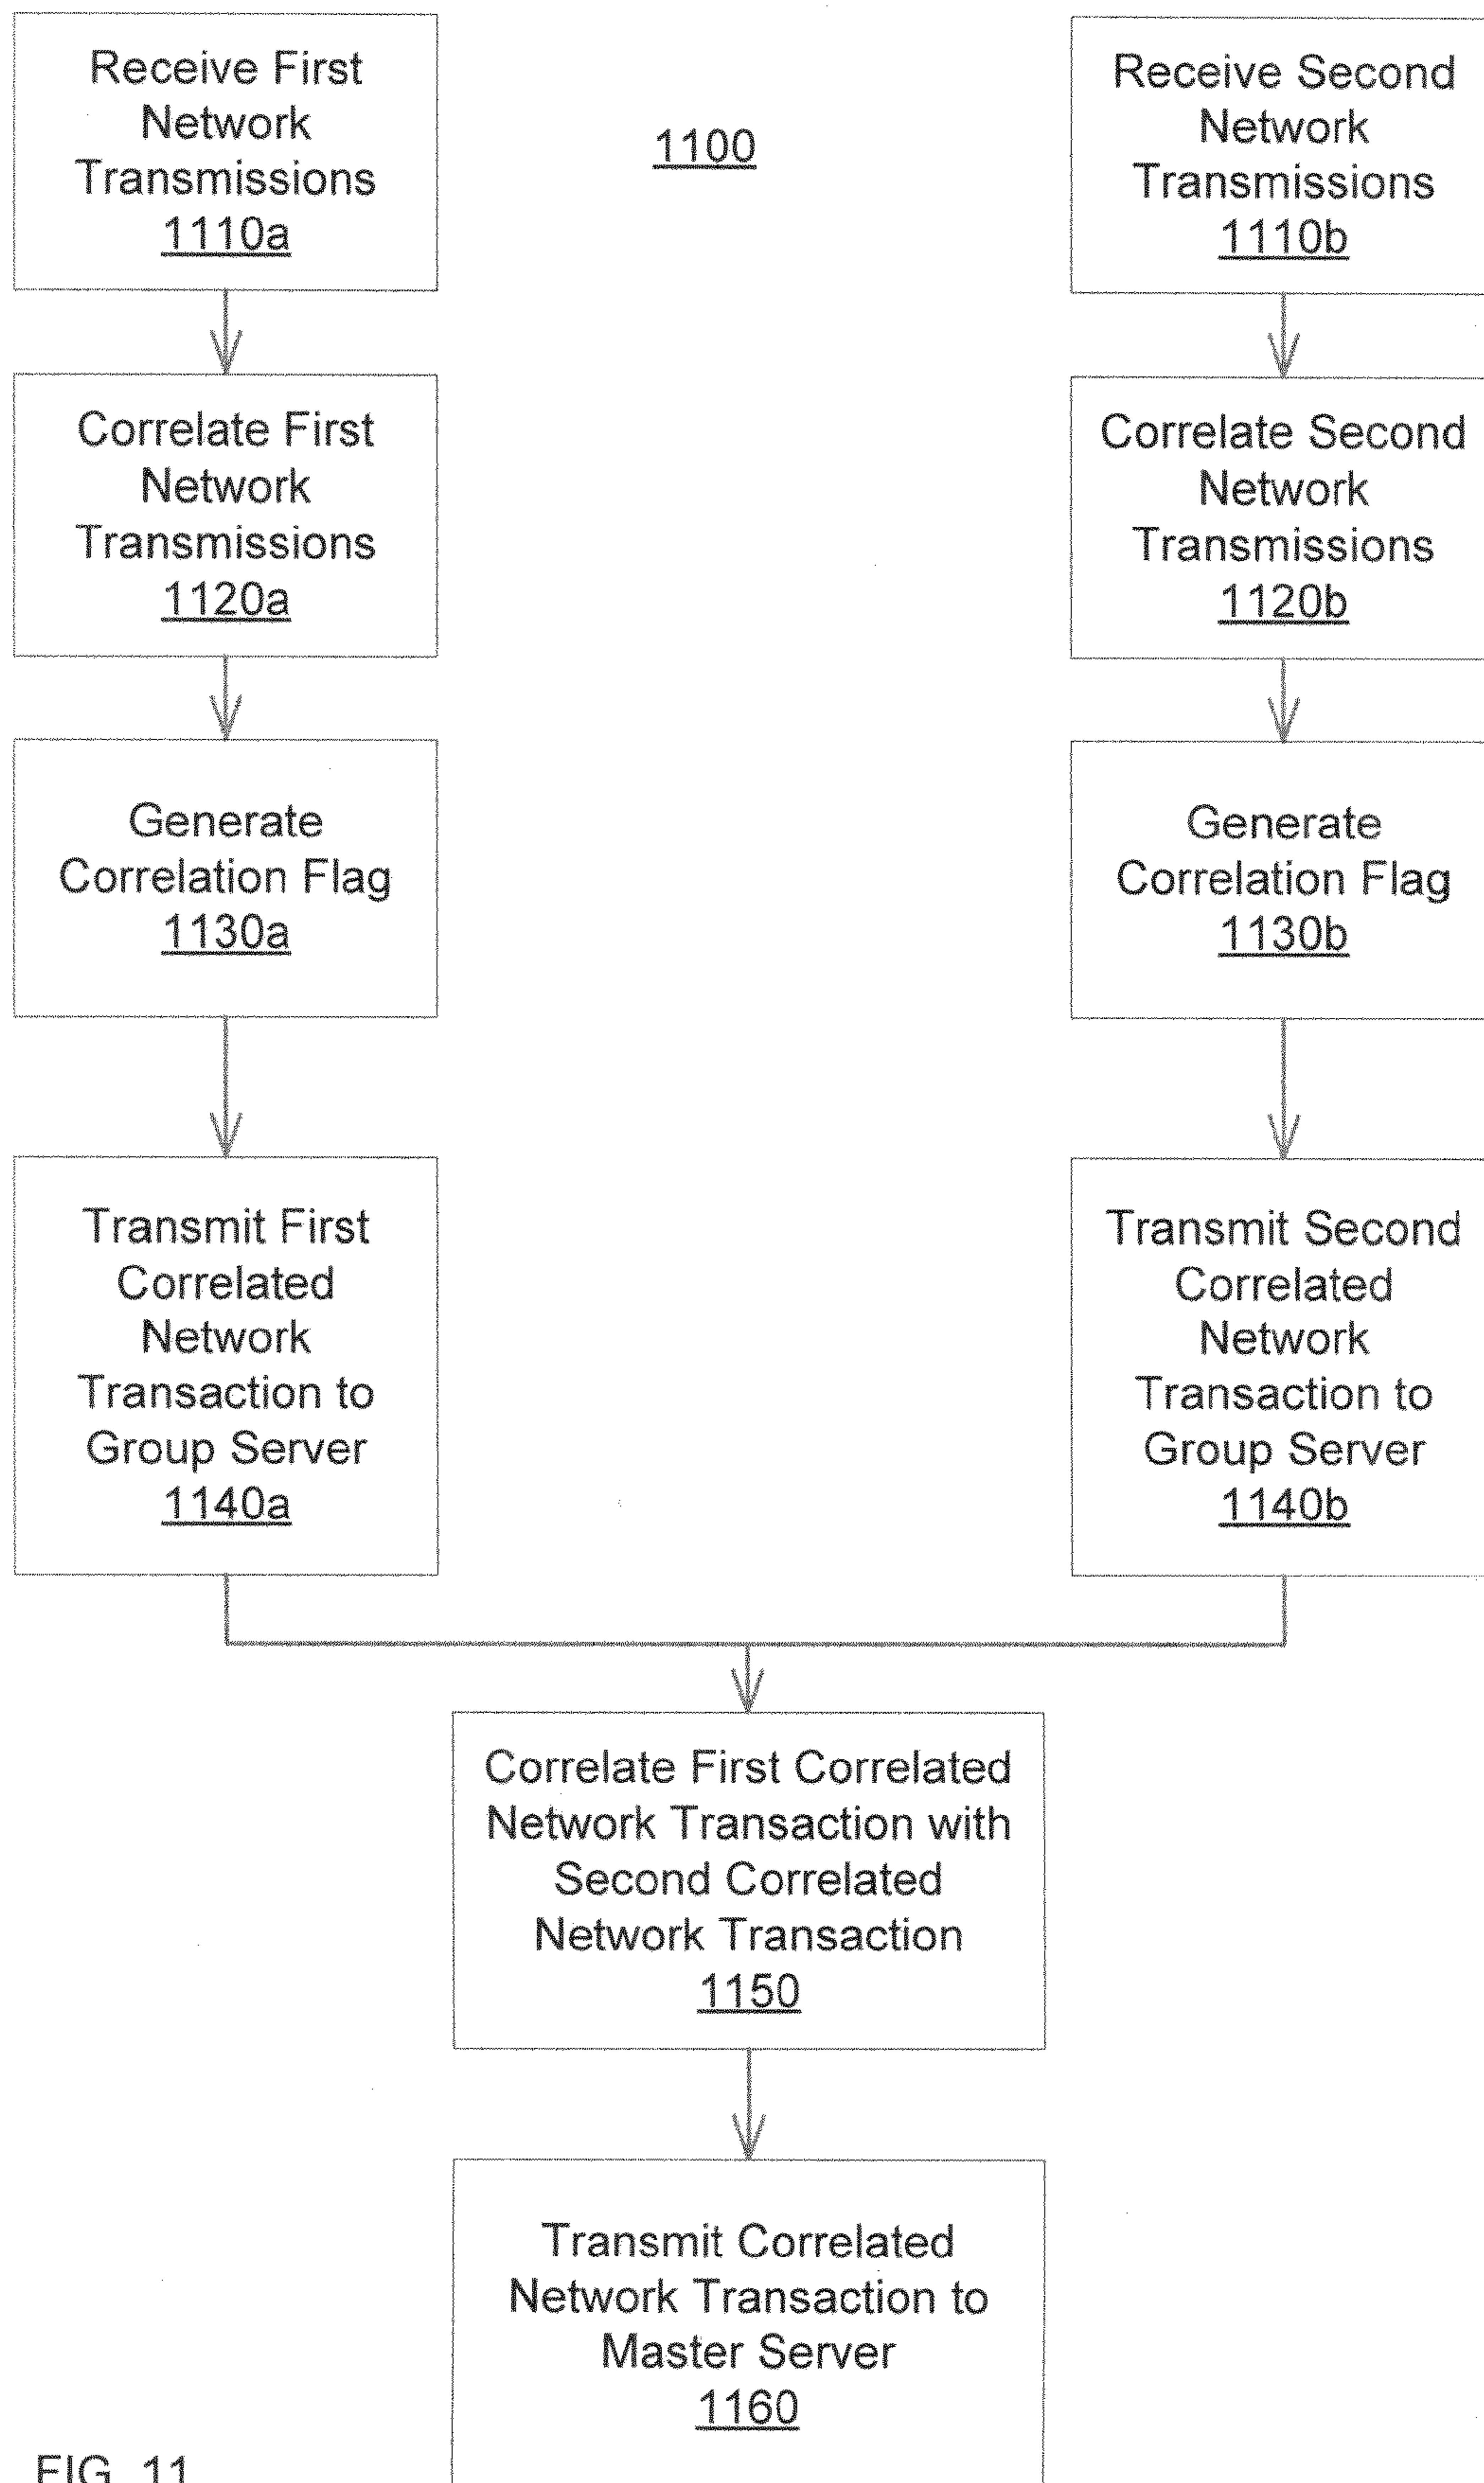 Receive First
Network
Transmissions
1110a
1100
Receive Second
Network
Transmissions
1110b
Correlate First
Network
Transmissions
1120a
Correlate Second
Network
Transmissions
1120b
Generate
Correlation Flag
1130a
Generate
Correlation Flag
1130b
Transmit First
Correlated
Network
Transaction to
Group Server
1140a
Transmit Second
Correlated
Network
Transaction to
Group Server
1140b
Correlate First Correlated
Network Transaction with
Second Correlated
Network Transaction
1150
Transmit Correlated
Network Transaction to
Master Server
1160
FIG. 11